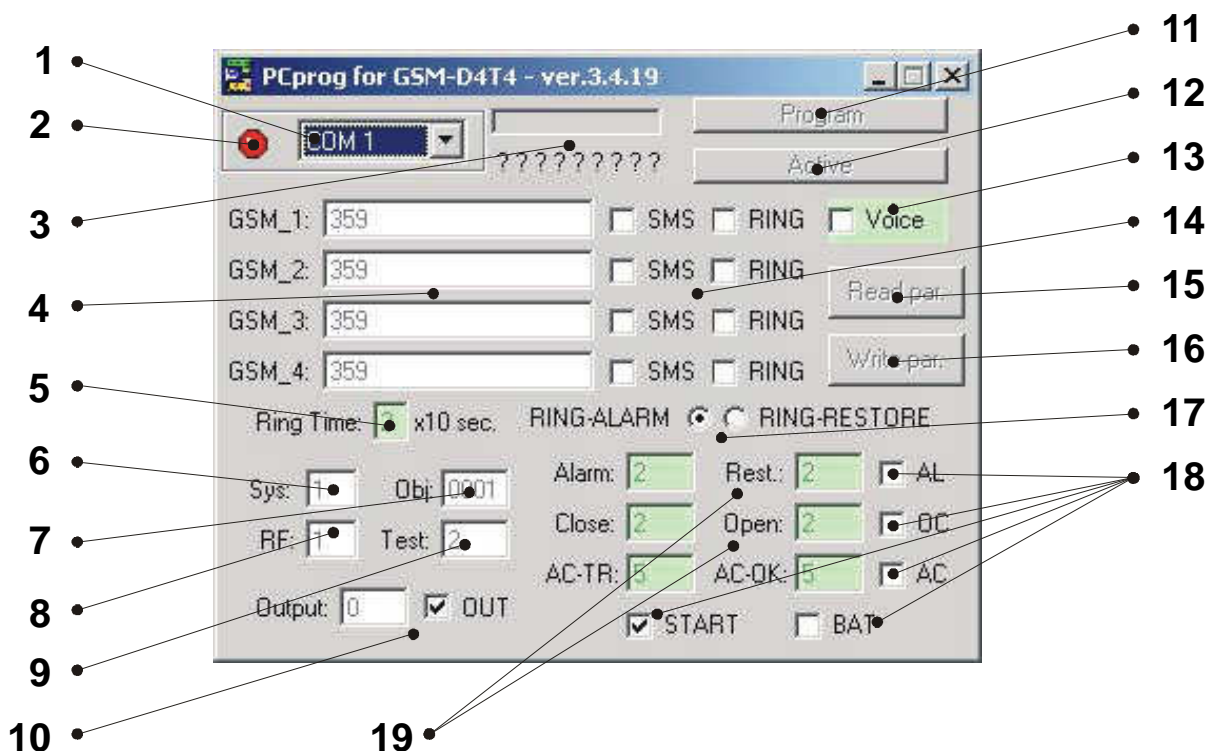 1
2
3
4
5
6
7
8
9
10
11
12
13
14
15
16
17
18
19
PCprog for GSM-D4T4 - ver.3.4.19
COM 1
?????????
Program
Active
GSM_1: 359 SMS RING Voice
GSM_2: 359 SMS RING
Read par.
GSM_3: 359 SMS RING
Write par.
GSM_4: 359 SMS RING
Ring Time: x10 sec. RING-ALARM RING-RESTORE
Sys: 1 Obj: 0001 Alarm: 2 Rest.: 2 AL
RF: 1 Test: 2 Close: 2 Open: 2 OC
AC-TR: 5 AC-OK: 5 AC
Output: 0 OUT START BAT